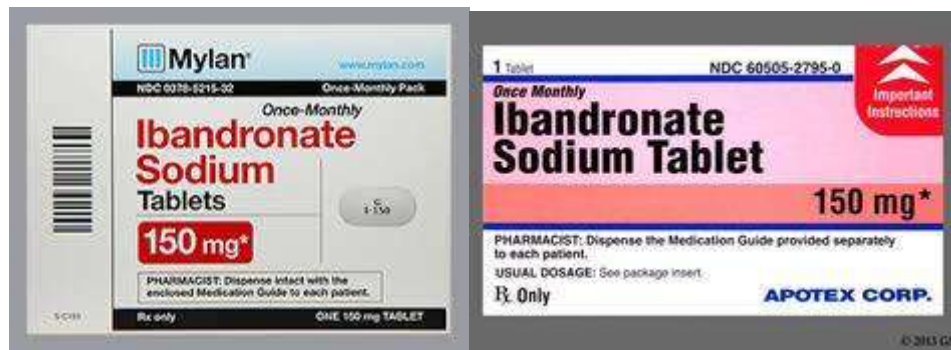 Mylan®
www.mylan.com
NDC 0378-5215-32 Once-Monthly Pack
Once-Monthly
Ibandronate
Sodium
Tablets
150 mg*
G
I-150
PHARMACIST: Dispense intact with the
enclosed Medication Guide to each patient.
Rx only ONE 150 mg TABLET
1 Tablet NDC 60505-2795-0
Once Monthly
Ibandronate
Sodium Tablet
150 mg*
Important
Instructions
PHARMACIST: Dispense the Medication Guide provided separately
to each patient.
USUAL DOSAGE: See package insert.
Rx Only APOTEX CORP.
© 2013